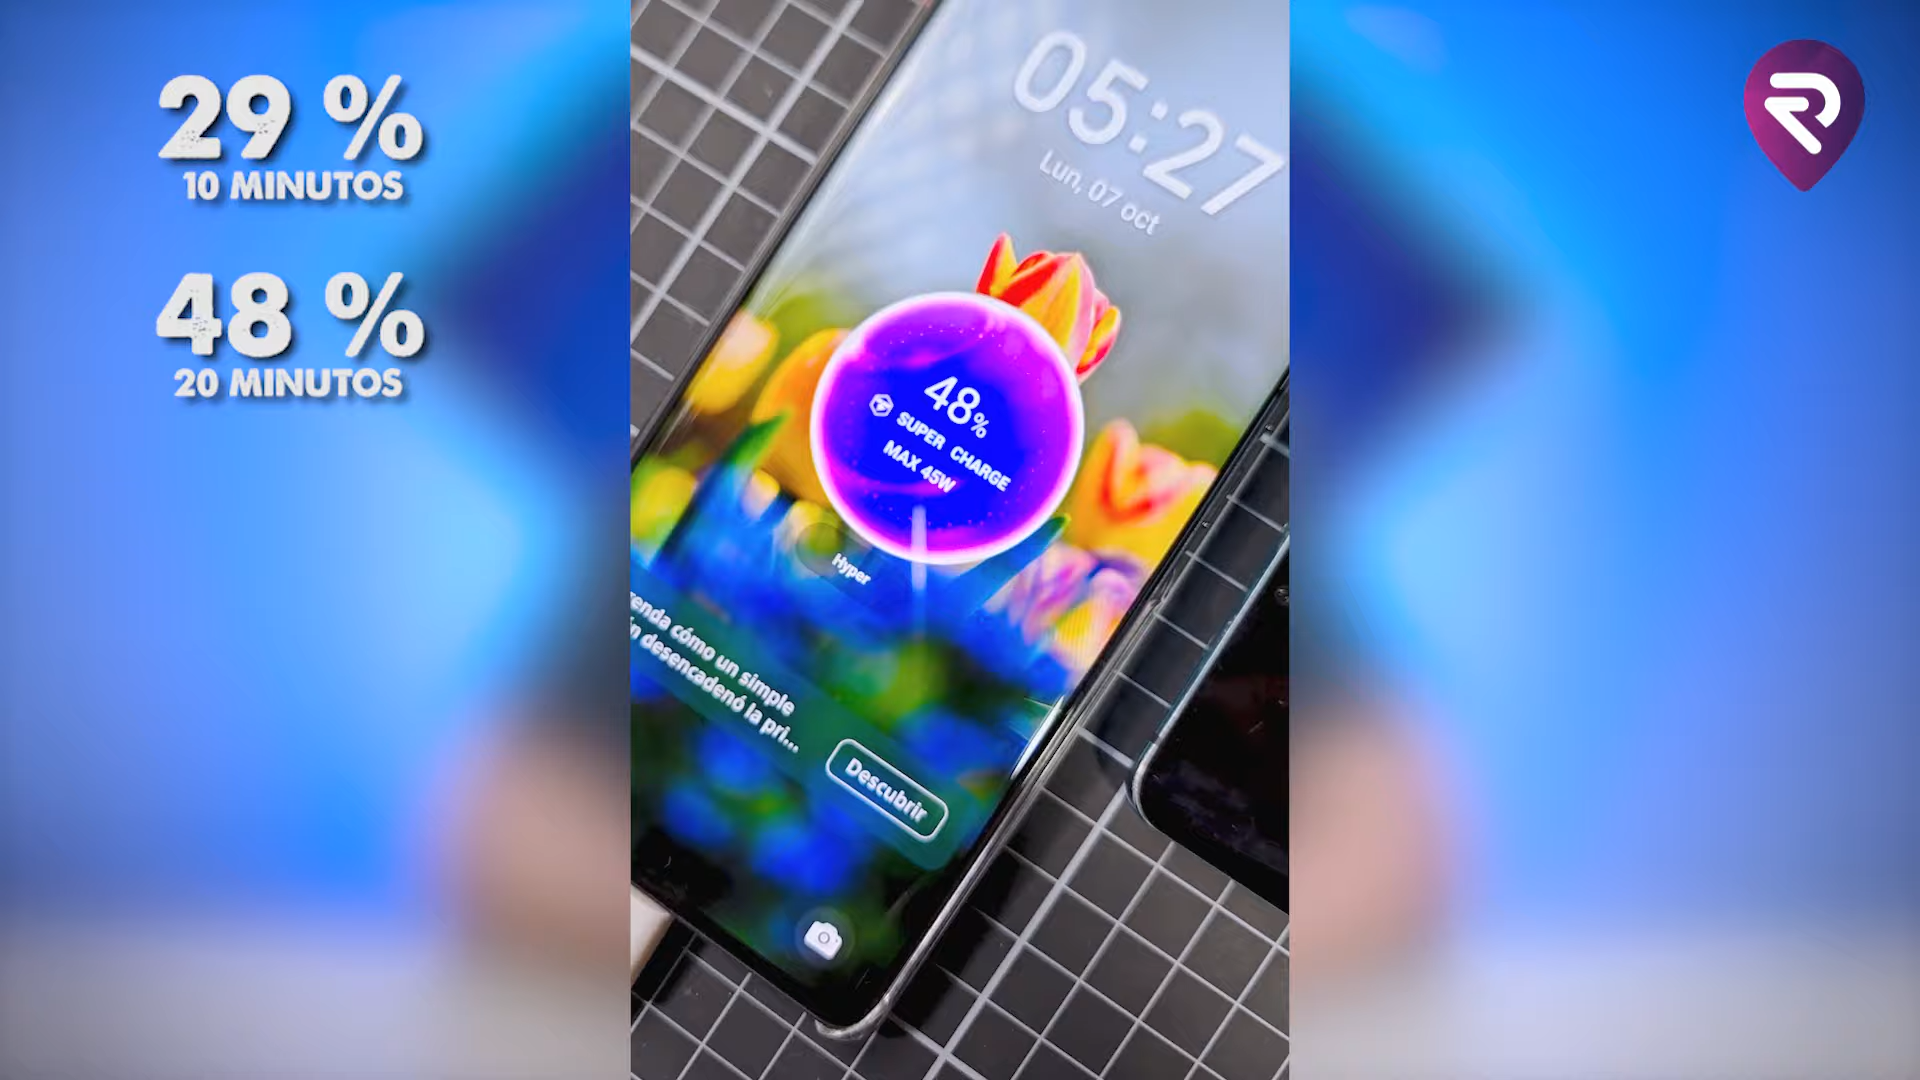 29 %
10 MINUTOS
48 %
20 MINUTOS
05:27
Lun, 07 oct
48%
SUPER CHARGE
MAX 45W
Hyper
enda cómo un simple
n desencadenó la pri...
Descubrir